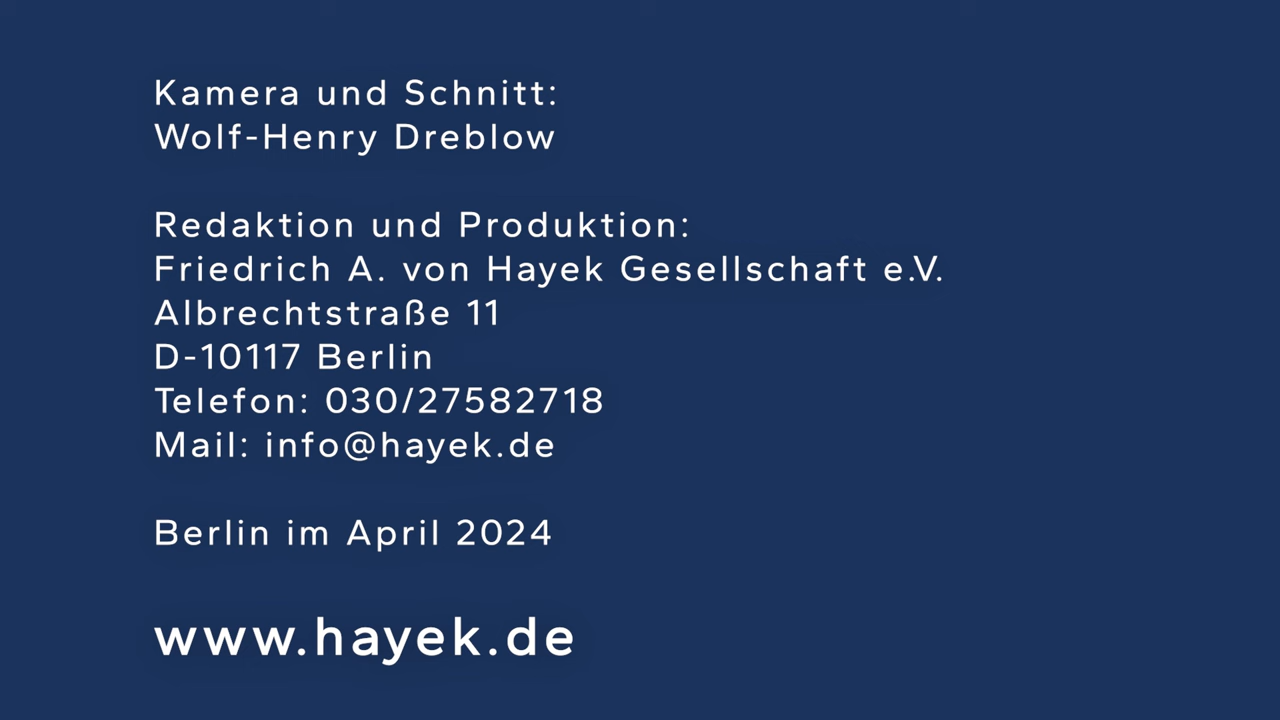 Kamera und Schnitt:
Wolf-Henry Dreblow
Redaktion und Produktion:
Friedrich A. von Hayek Gesellschaft e.V.
Albrechtstraße 11
D-10117 Berlin
Telefon: 030/27582718
Mail: info@hayek.de
Berlin im April 2024
www.hayek.de